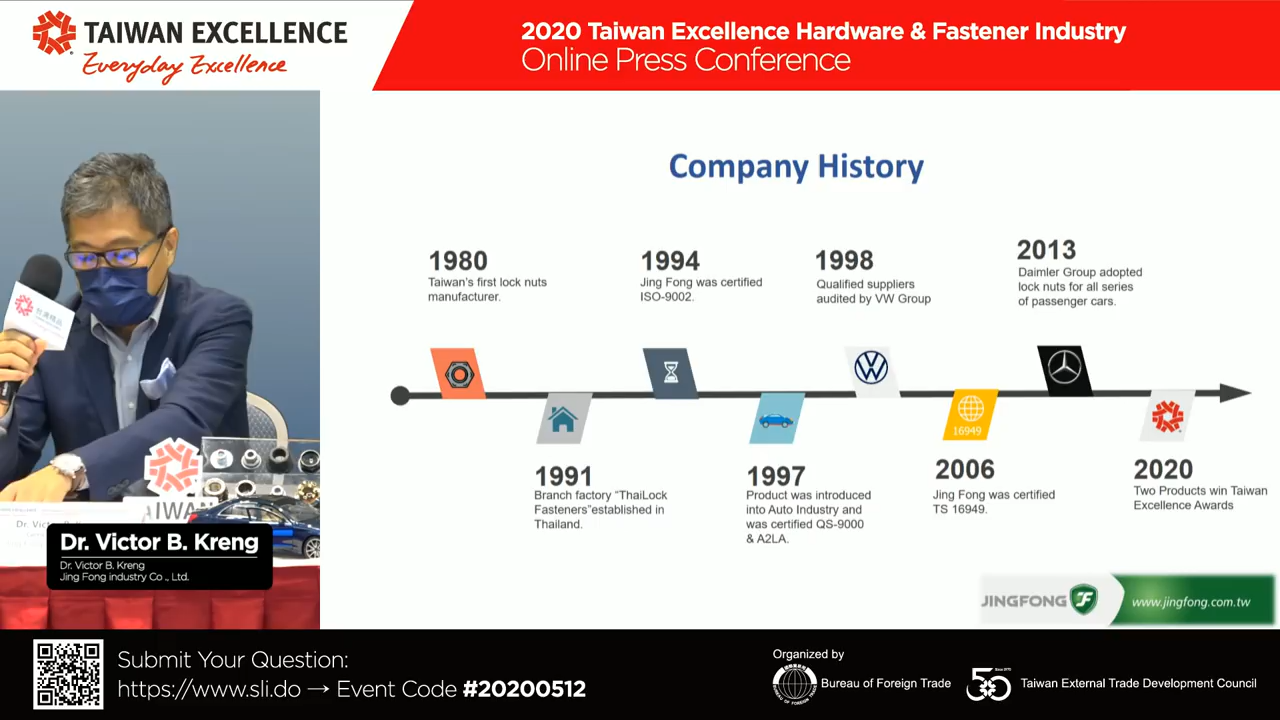 TAIWAN EXCELLENCE
Everyday Excellence
2020 Taiwan Excellence Hardware & Fastener Industry
Online Press Conference
Company History
1980
Taiwan's first lock nuts
manufacturer.
1994
Jing Fong was certified
ISO-9002.
1998
Qualified suppliers
audited by VW Group
2013
Daimler Group adopted
lock nuts for all series
of passenger cars.
16949
1991
Branch factory "ThaiLock
Fasteners"established in
Thailand.
1997
Product was introduced
into Auto Industry and
was certified QS-9000
& A2LA.
2006
Jing Fong was certified
TS 16949.
2020
Two Products win Taiwan
Excellence Awards
TAIWAN
Dr. Victor B. Kreng
Dr. Victor B. Kreng
Jing Fong industry Co ., Ltd.
JINGFONG
www.jingfong.com.tw
Submit Your Question:
https://www.sli.do → Event Code #20200512
Organized by
Bureau of Foreign Trade
50
Taiwan External Trade Development Council